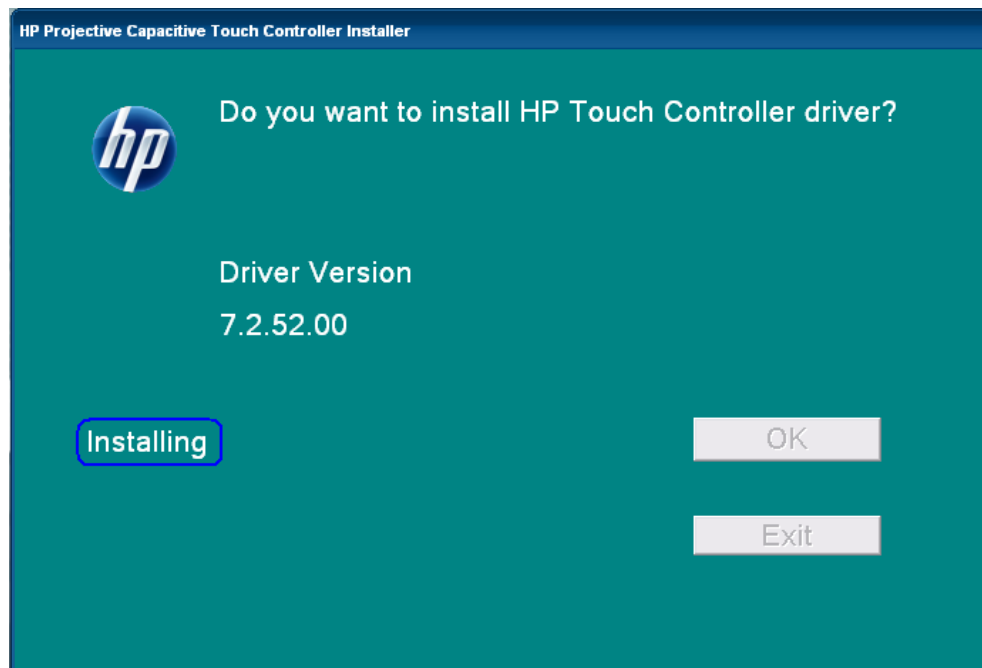 HP Projective Capacitive Touch Controller Installer
hp
Do you want to install HP Touch Controller driver?
Driver Version
7.2.52.00
Installing
OK
Exit